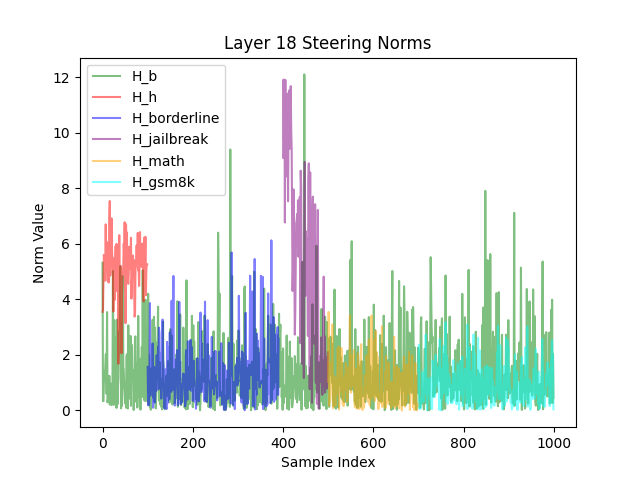 Layer 18 Steering Norms
H_b
H_h
H_borderline
H_jailbreak
H_math
H_gsm8k
Norm Value
12
10
8
6
4
2
0
0 200 400 600 800 1000
Sample Index